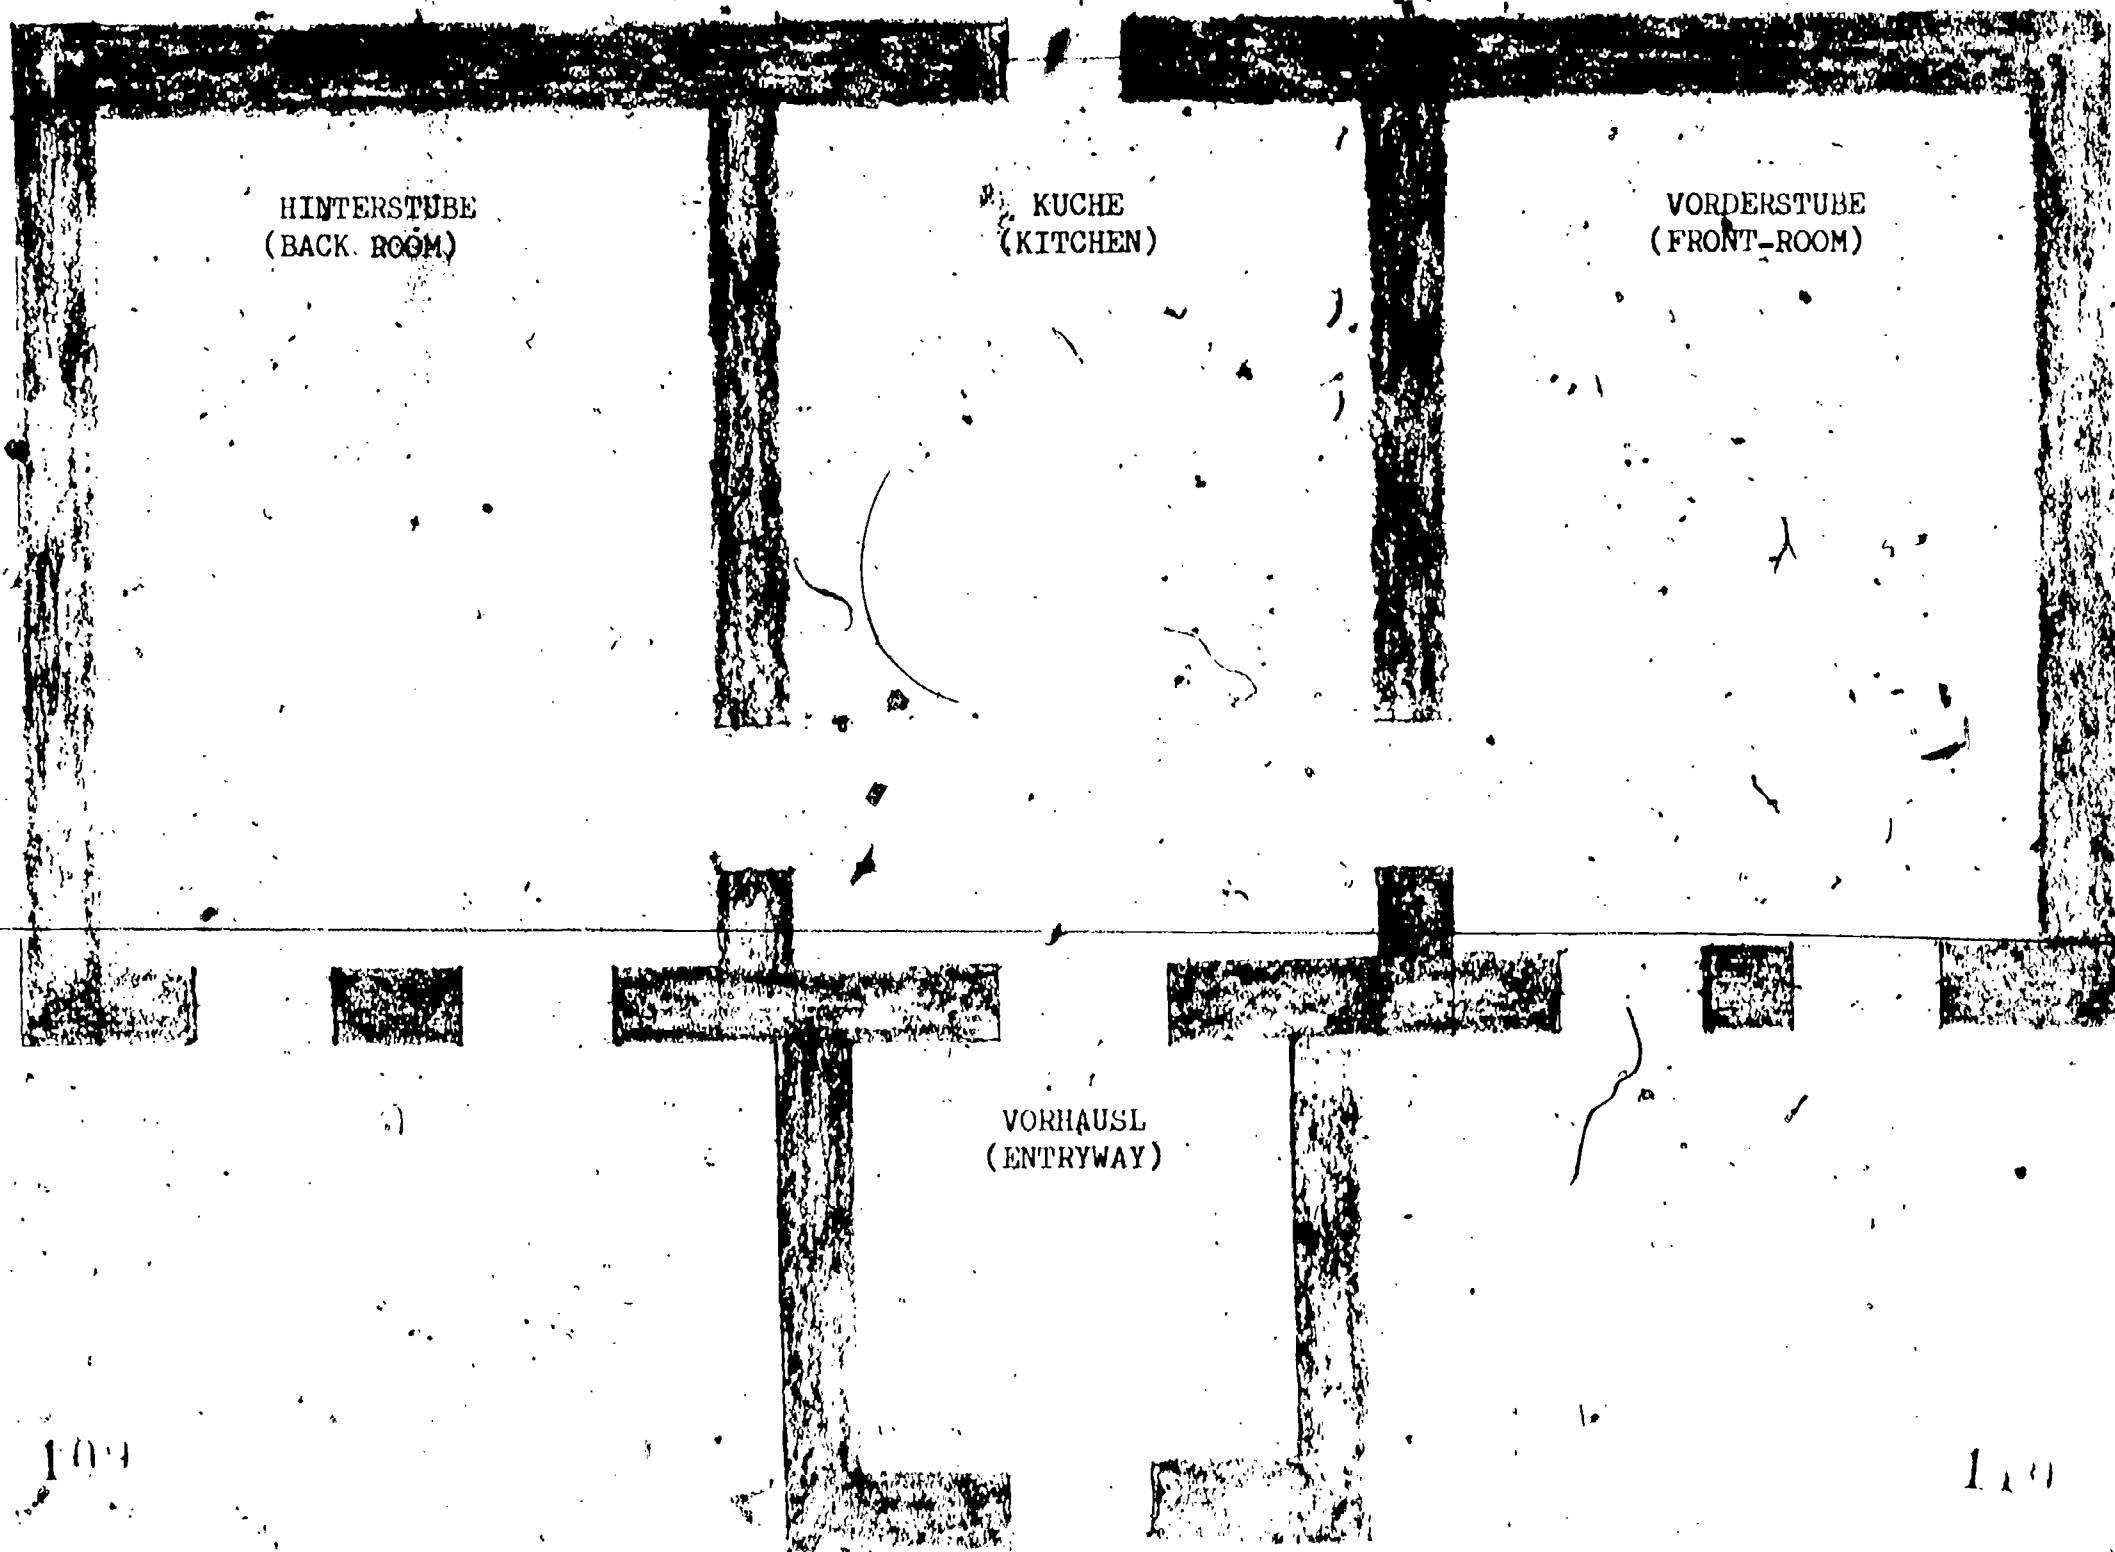 HINTERSTUBE
(BACK ROOM)
KUCHE
(KITCHEN)
VORDERSTUBE
(FRONT-ROOM)
VORHAUSL
(ENTRYWAY)